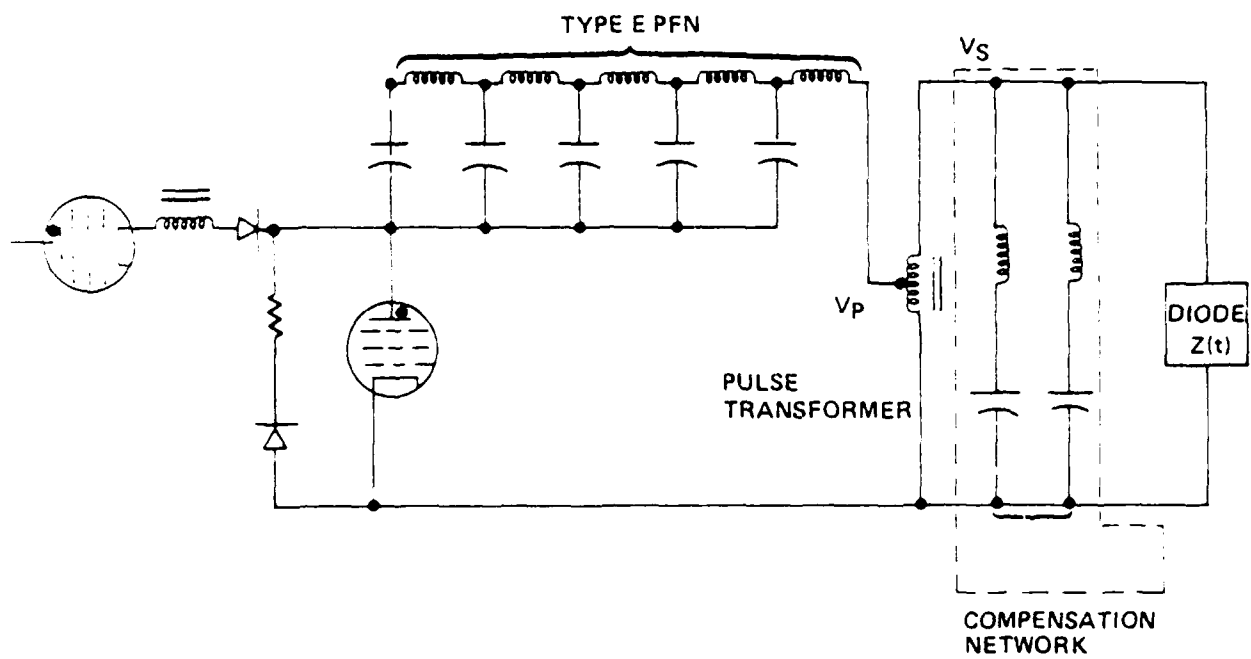 TYPE E PFN
VS
VP
PULSE
TRANSFORMER
DIODE
Z(t)
COMPENSATION
NETWORK